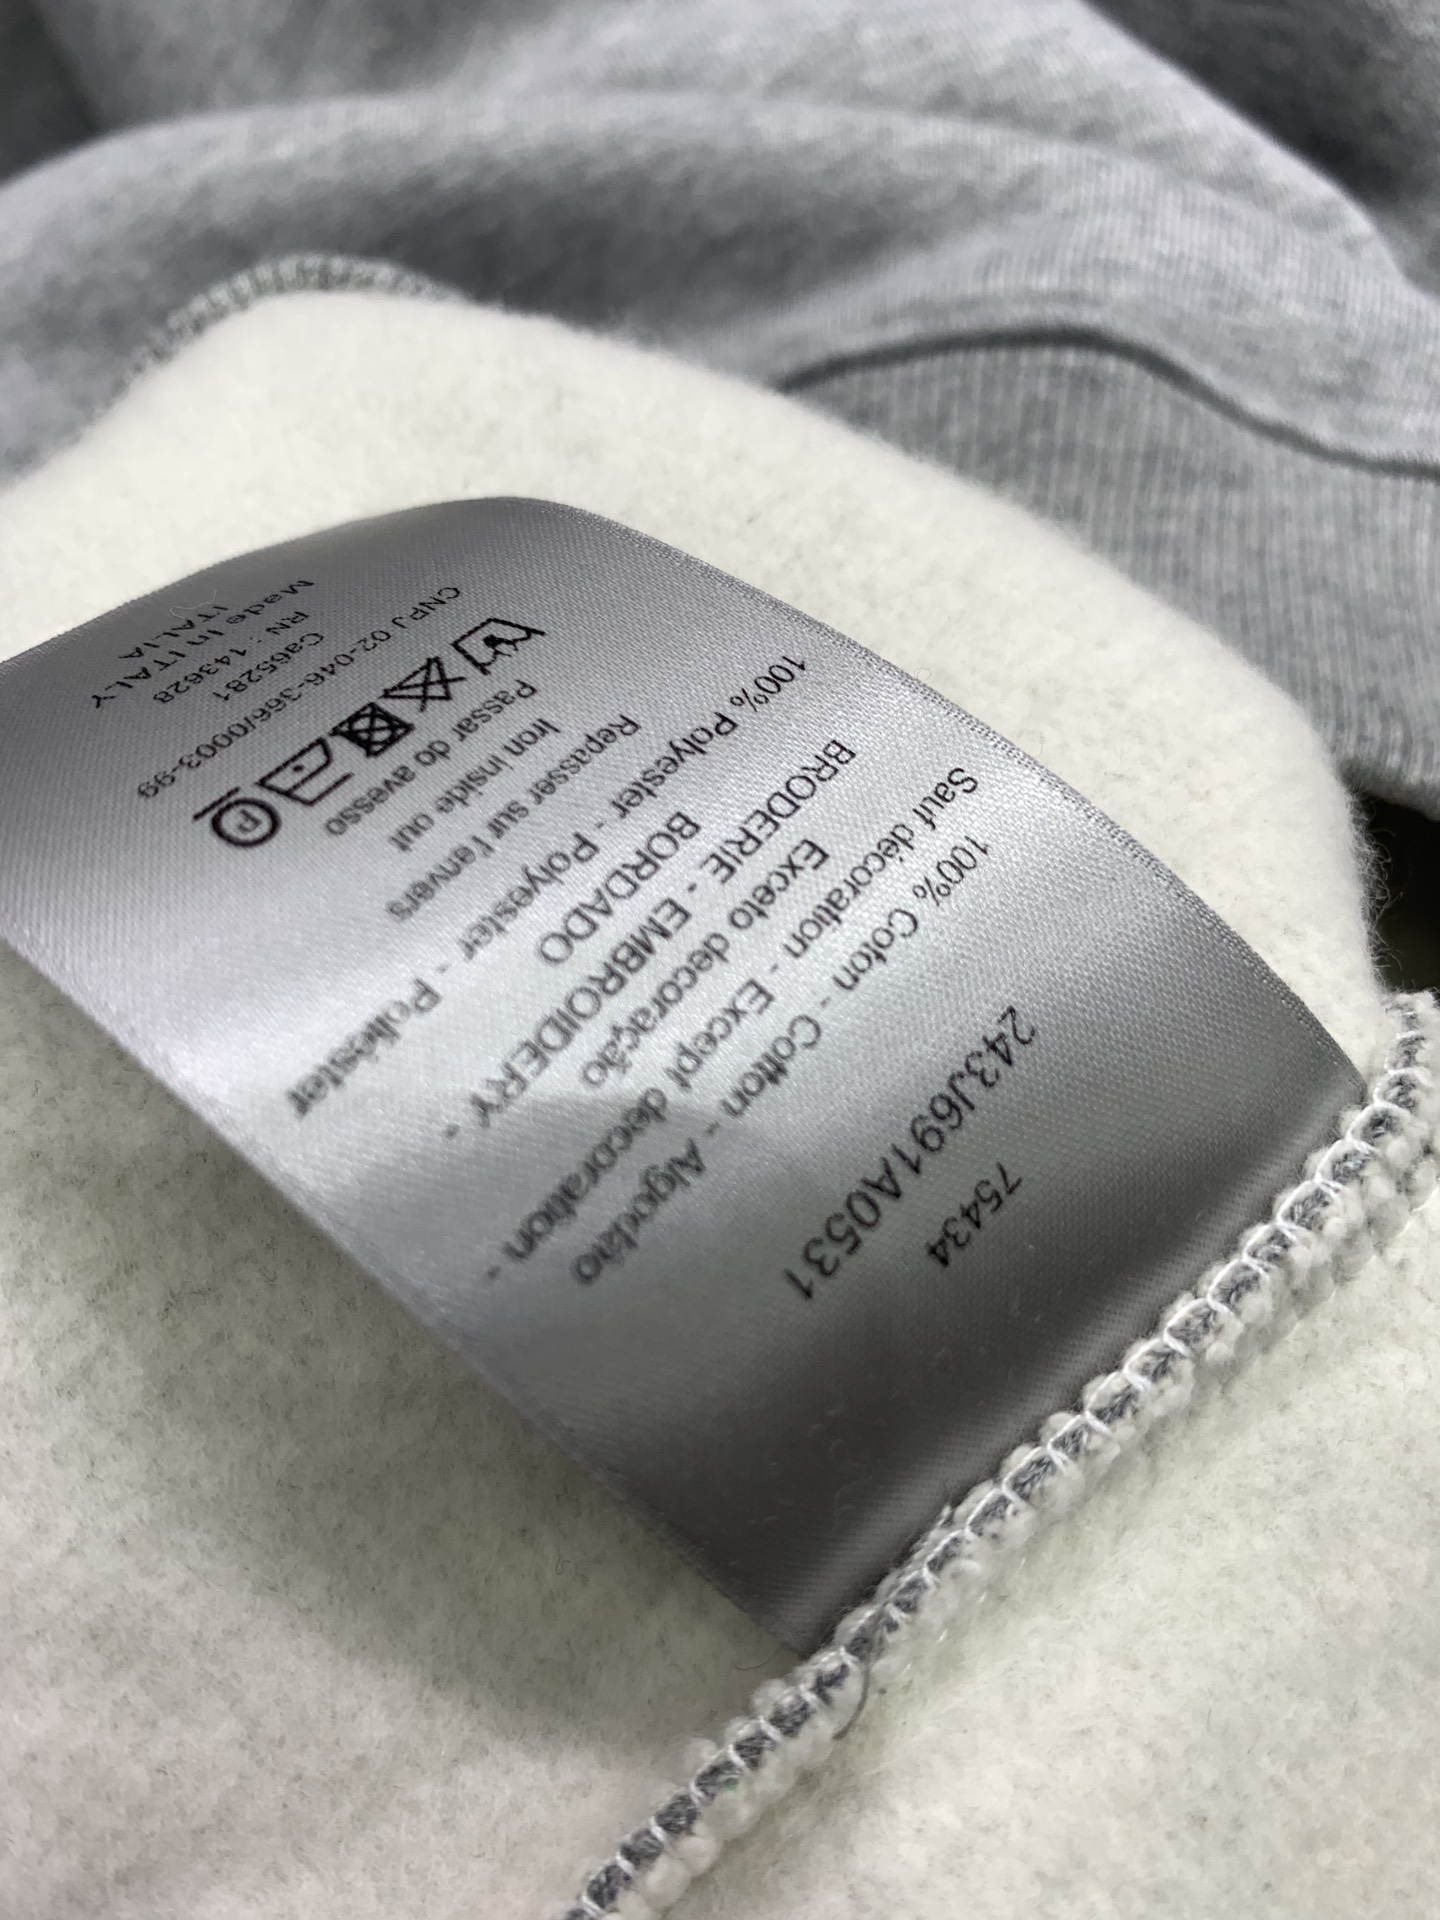 75434
243J691A0531
100% Coton - Cotton - Algodão
Sauf décoration - Except decoration -
Exceto decoração
BRODERIE - EMBROIDERY -
BORDADO
100% Polyester - Polyester - Poliéster
Repasser sur l'envers
Iron inside out
Passar do avesso
P
CNPJ 02-046-366/0003-99
Ca65281
RN : 143628
Made in ITALY
ITALIA